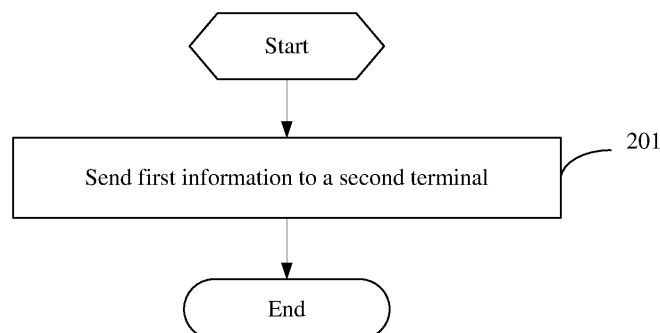 Start
201
Send first information to a second terminal
End